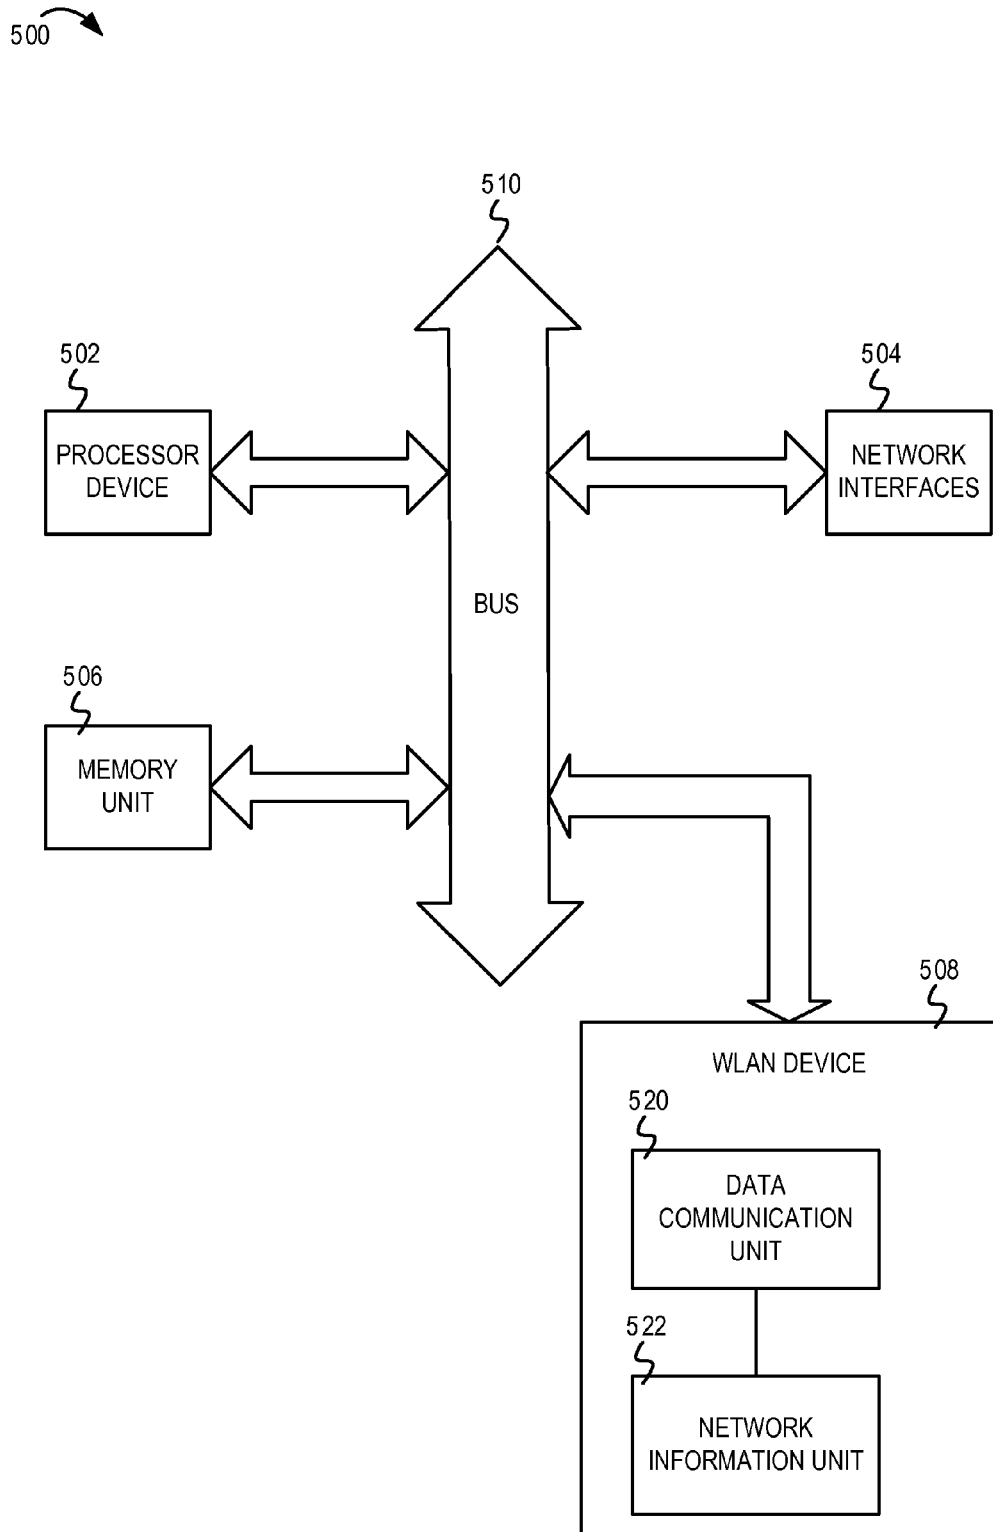 500
510
502
504
PROCESSOR
DEVICE
NETWORK
INTERFACES
BUS
506
MEMORY
UNIT
508
WLAN DEVICE
520
DATA
COMMUNICATION
UNIT
522
NETWORK
INFORMATION UNIT